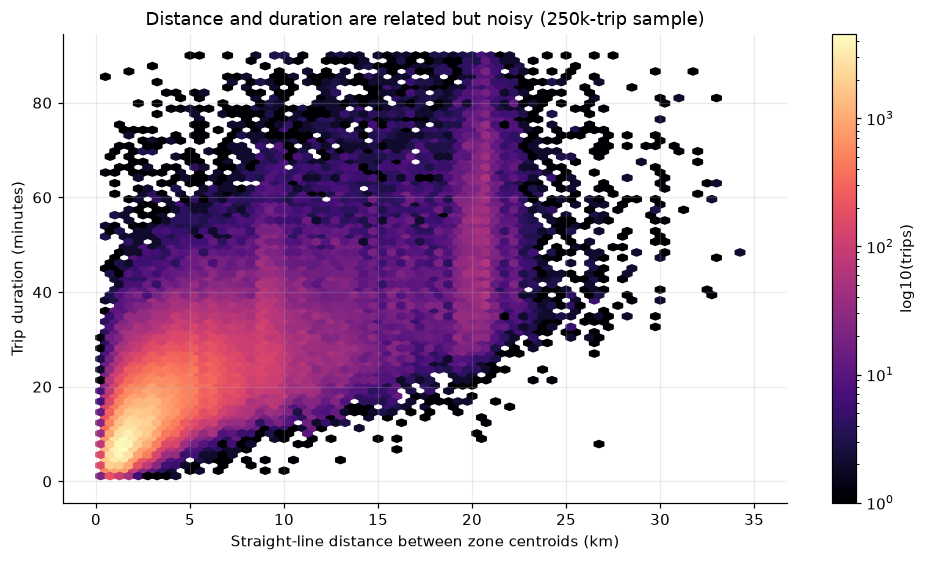 Distance and duration are related but noisy (250k-trip sample)
Trip duration (minutes)
80
60
40
20
0
0 5 10 15 20 25 30 35
Straight-line distance between zone centroids (km)
10³
10²
10¹
10⁰
log10(trips)